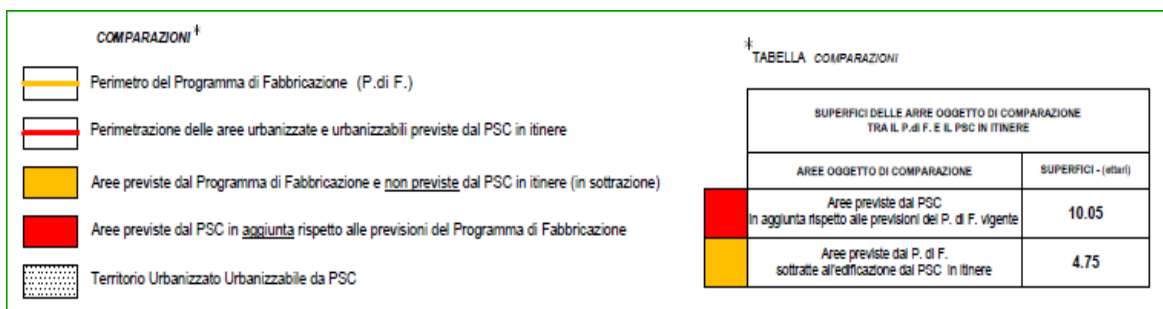 COMPARAZIONI *
Perimetro del Programma di Fabbricazione (P.di F.)
Perimetrazione delle aree urbanizzate e urbanizzabili previste dal PSC in itinere
Aree previste dal Programma di Fabbricazione e non previste dal PSC in itinere (in sottrazione)
Aree previste dal PSC in aggiunta rispetto alle previsioni del Programma di Fabbricazione
Territorio Urbanizzato Urbanizzabile da PSC
* TABELLA COMPARAZIONI
SUPERFICI DELLE ARRE OGGETTO DI COMPARAZIONE
TRA IL P.di F. E IL PSC IN ITINERE
AREE OGGETTO DI COMPARAZIONE
SUPERFICI - (ettari)
Aree previste dal PSC
in aggiunta rispetto alle previsioni del P. di F. vigente
10.05
Aree previste dal P. di F.
sottratte all'edificazione dal PSC in itinere
4.75